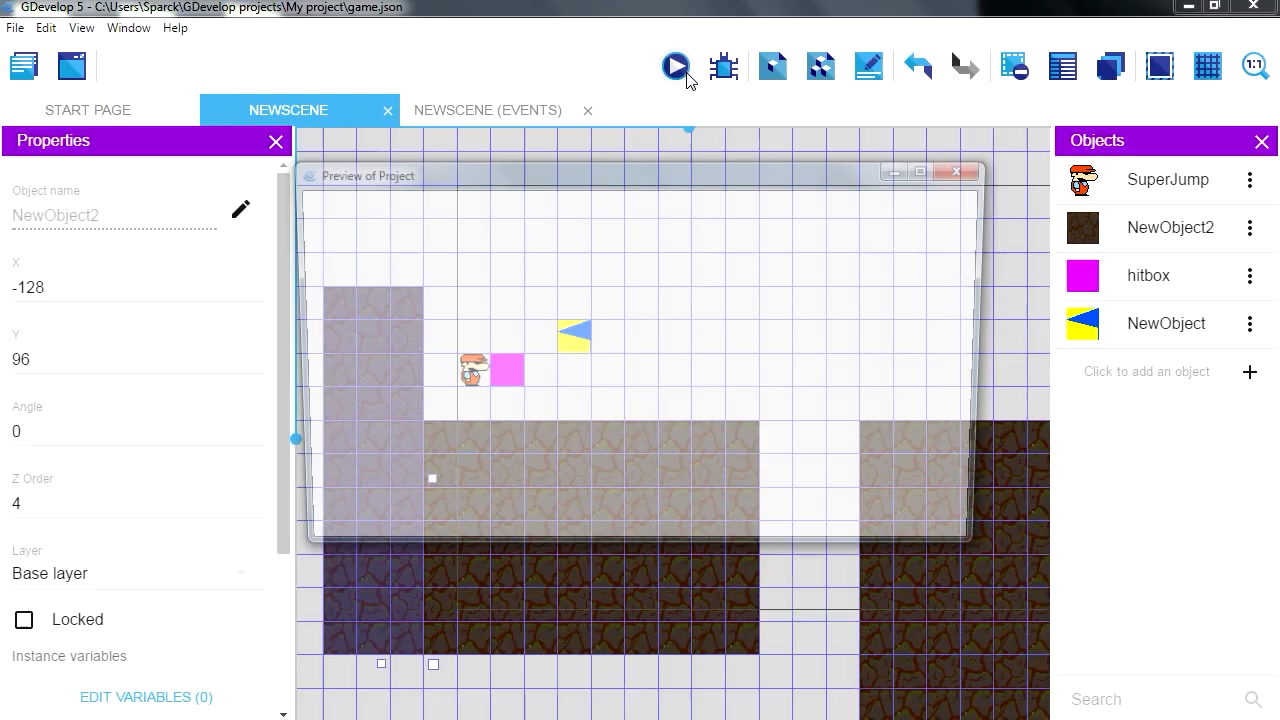 GDevelop 5 - C:\Users\Sparck\GDevelop projects\My project\game.json
File Edit View Window Help
1:1
START PAGE NEWSCENE × NEWSCENE (EVENTS) ×
Properties
Object name
NewObject2
X
-128
Y
96
Angle
0
Z Order
4
Layer
Base layer
Locked
Instance variables
EDIT VARIABLES (0)
Preview of Project
Objects
SuperJump
NewObject2
hitbox
NewObject
Click to add an object
Search